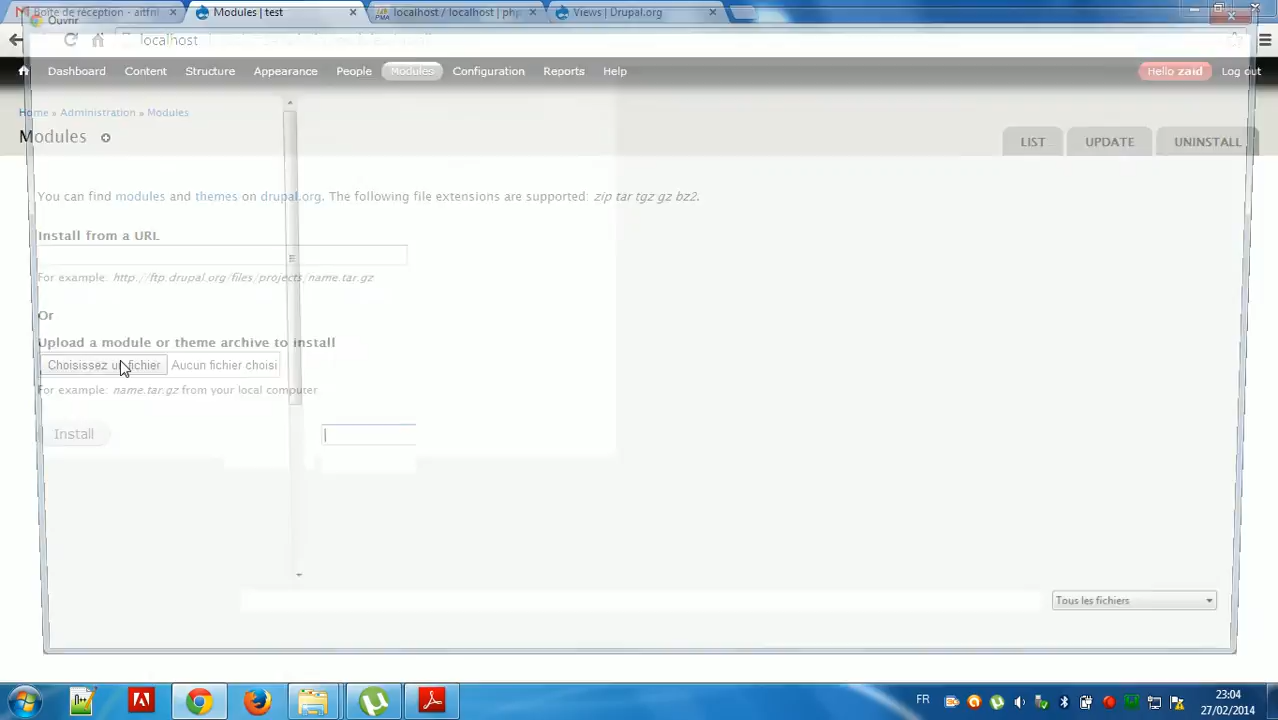 Ouvrir
Boîte de réception - aitfnl
Modules | test
localhost / localhost | php
Views | Drupal.org
localhost
Dashboard Content Structure Appearance People Modules Configuration Reports Help Hello zaid Log out
Home » Administration » Modules
Modules
LIST UPDATE UNINSTALL
You can find modules and themes on drupal.org. The following file extensions are supported: zip tar tgz gz bz2.
Install from a URL
For example: http://ftp.drupal.org/files/projects/name.tar.gz
Or
Upload a module or theme archive to install
Choisissez un fichier Aucun fichier choisi
For example: name.tar.gz from your local computer
Install
Tous les fichiers
FR
23:04
27/02/2014